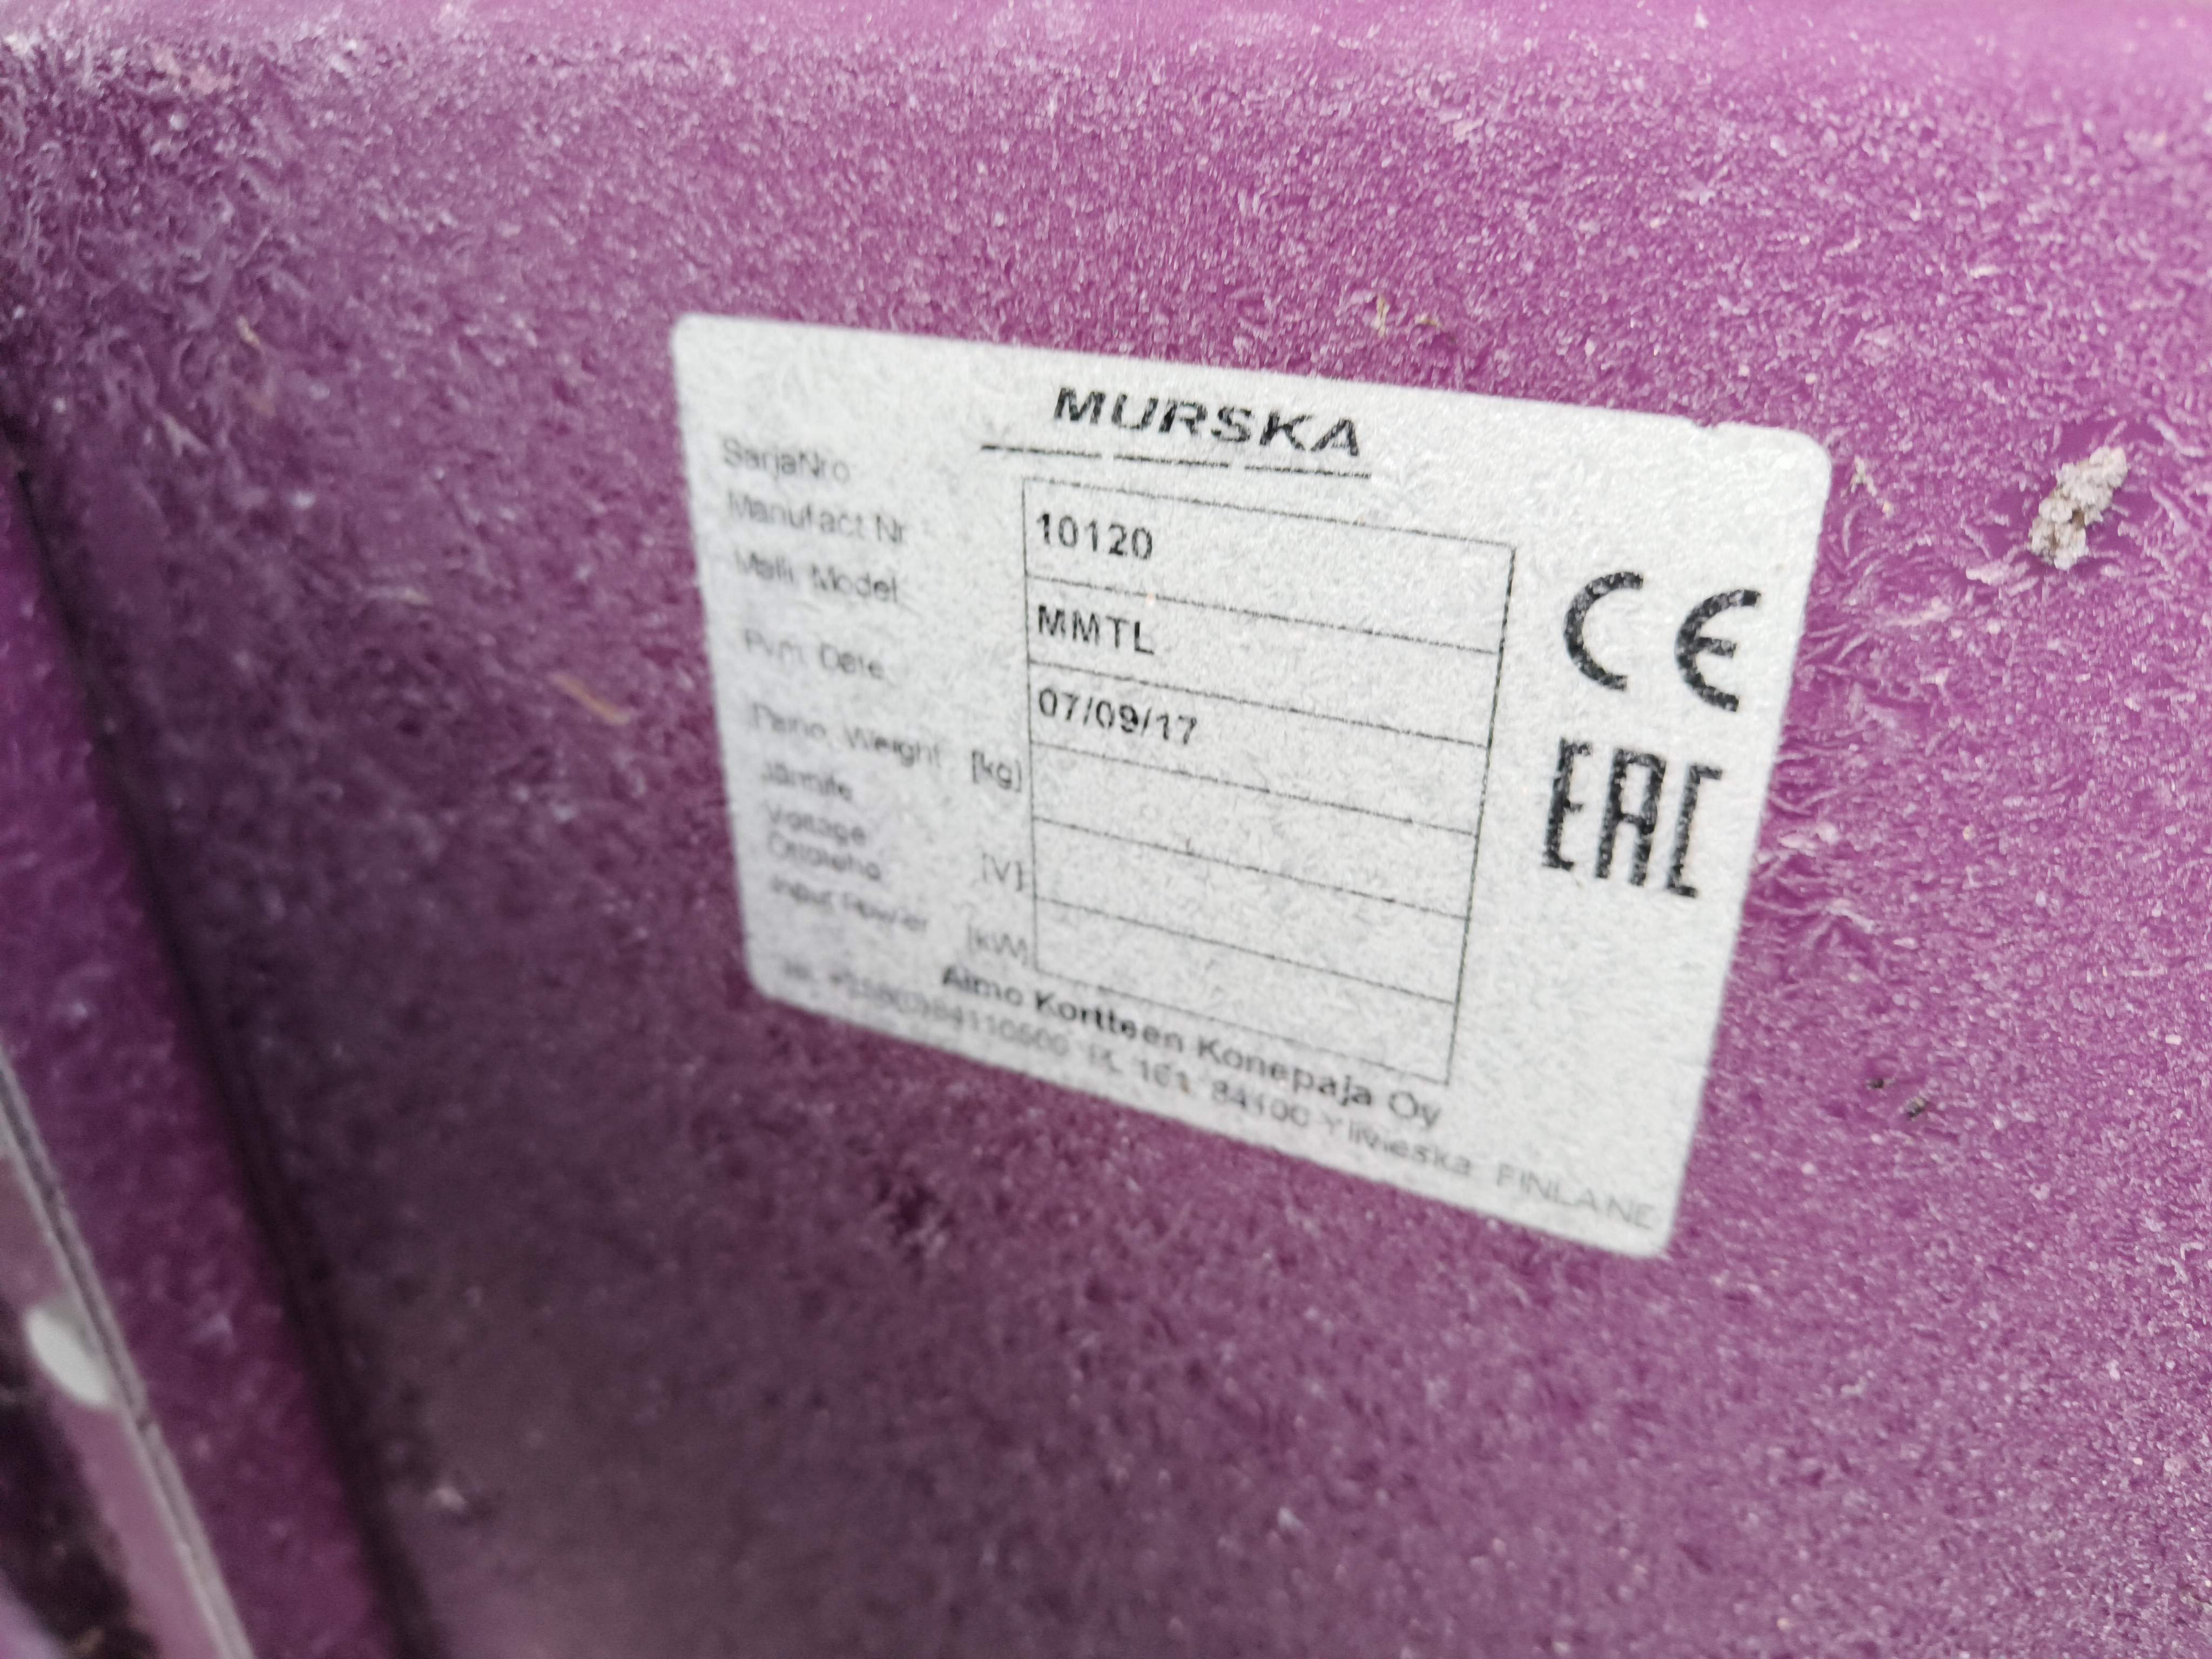 MURSKA
SarjaNro
Manufact Nr 10120
Malli, Model MMTL
Pvm, Date 07/09/17
Paino, Weight [kg]
Jännite
Voltage [V]
Ottoteho
Input Power [kW]
CE
EAC
Aimo Kortteen Konepaja Oy
PL 161 84100 Ylivieska FINLAND